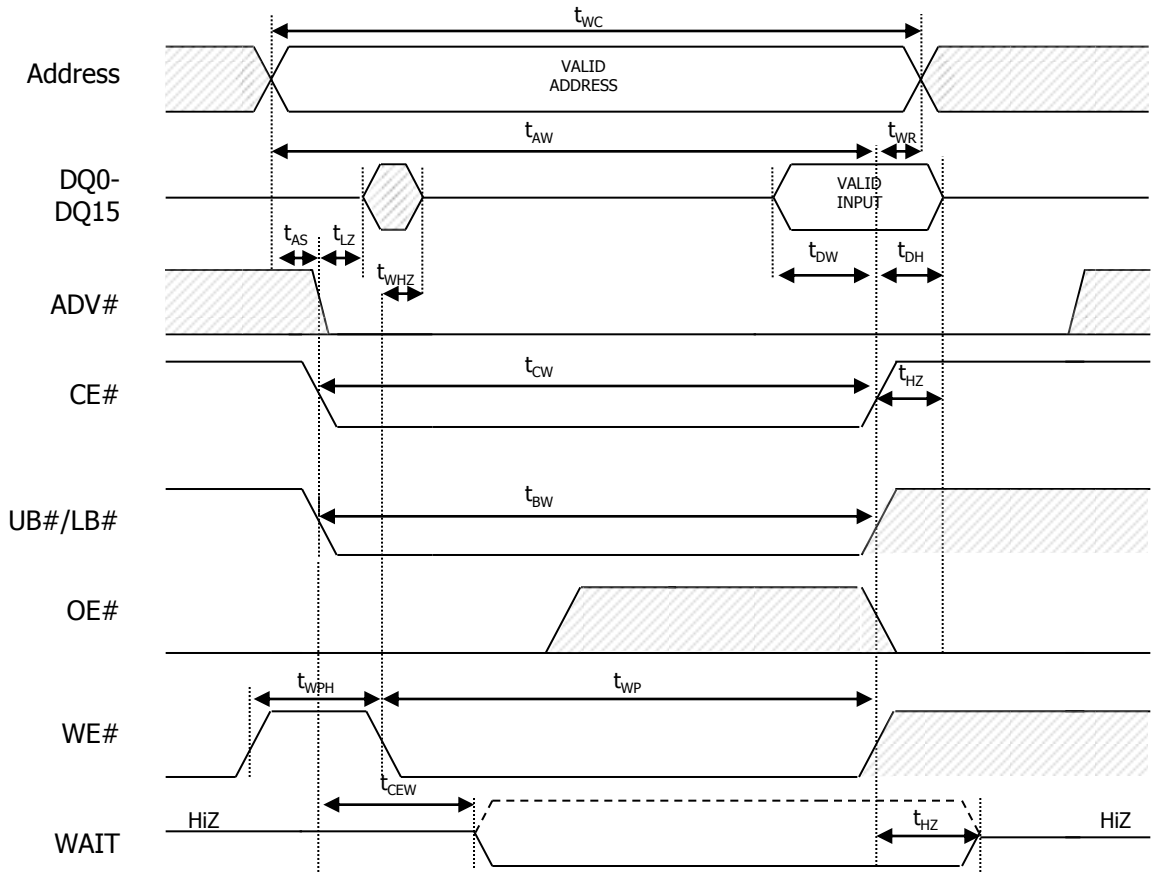 tWC
Address
VALID
ADDRESS
tAW
tWR
DQ0-
DQ15
VALID
INPUT
tAS
tLZ
tWHZ
tDW
tDH
ADV#
tCW
tHZ
CE#
tBW
UB#/LB#
OE#
tWPH
tWP
WE#
tCEW
HiZ
tHZ
HiZ
WAIT